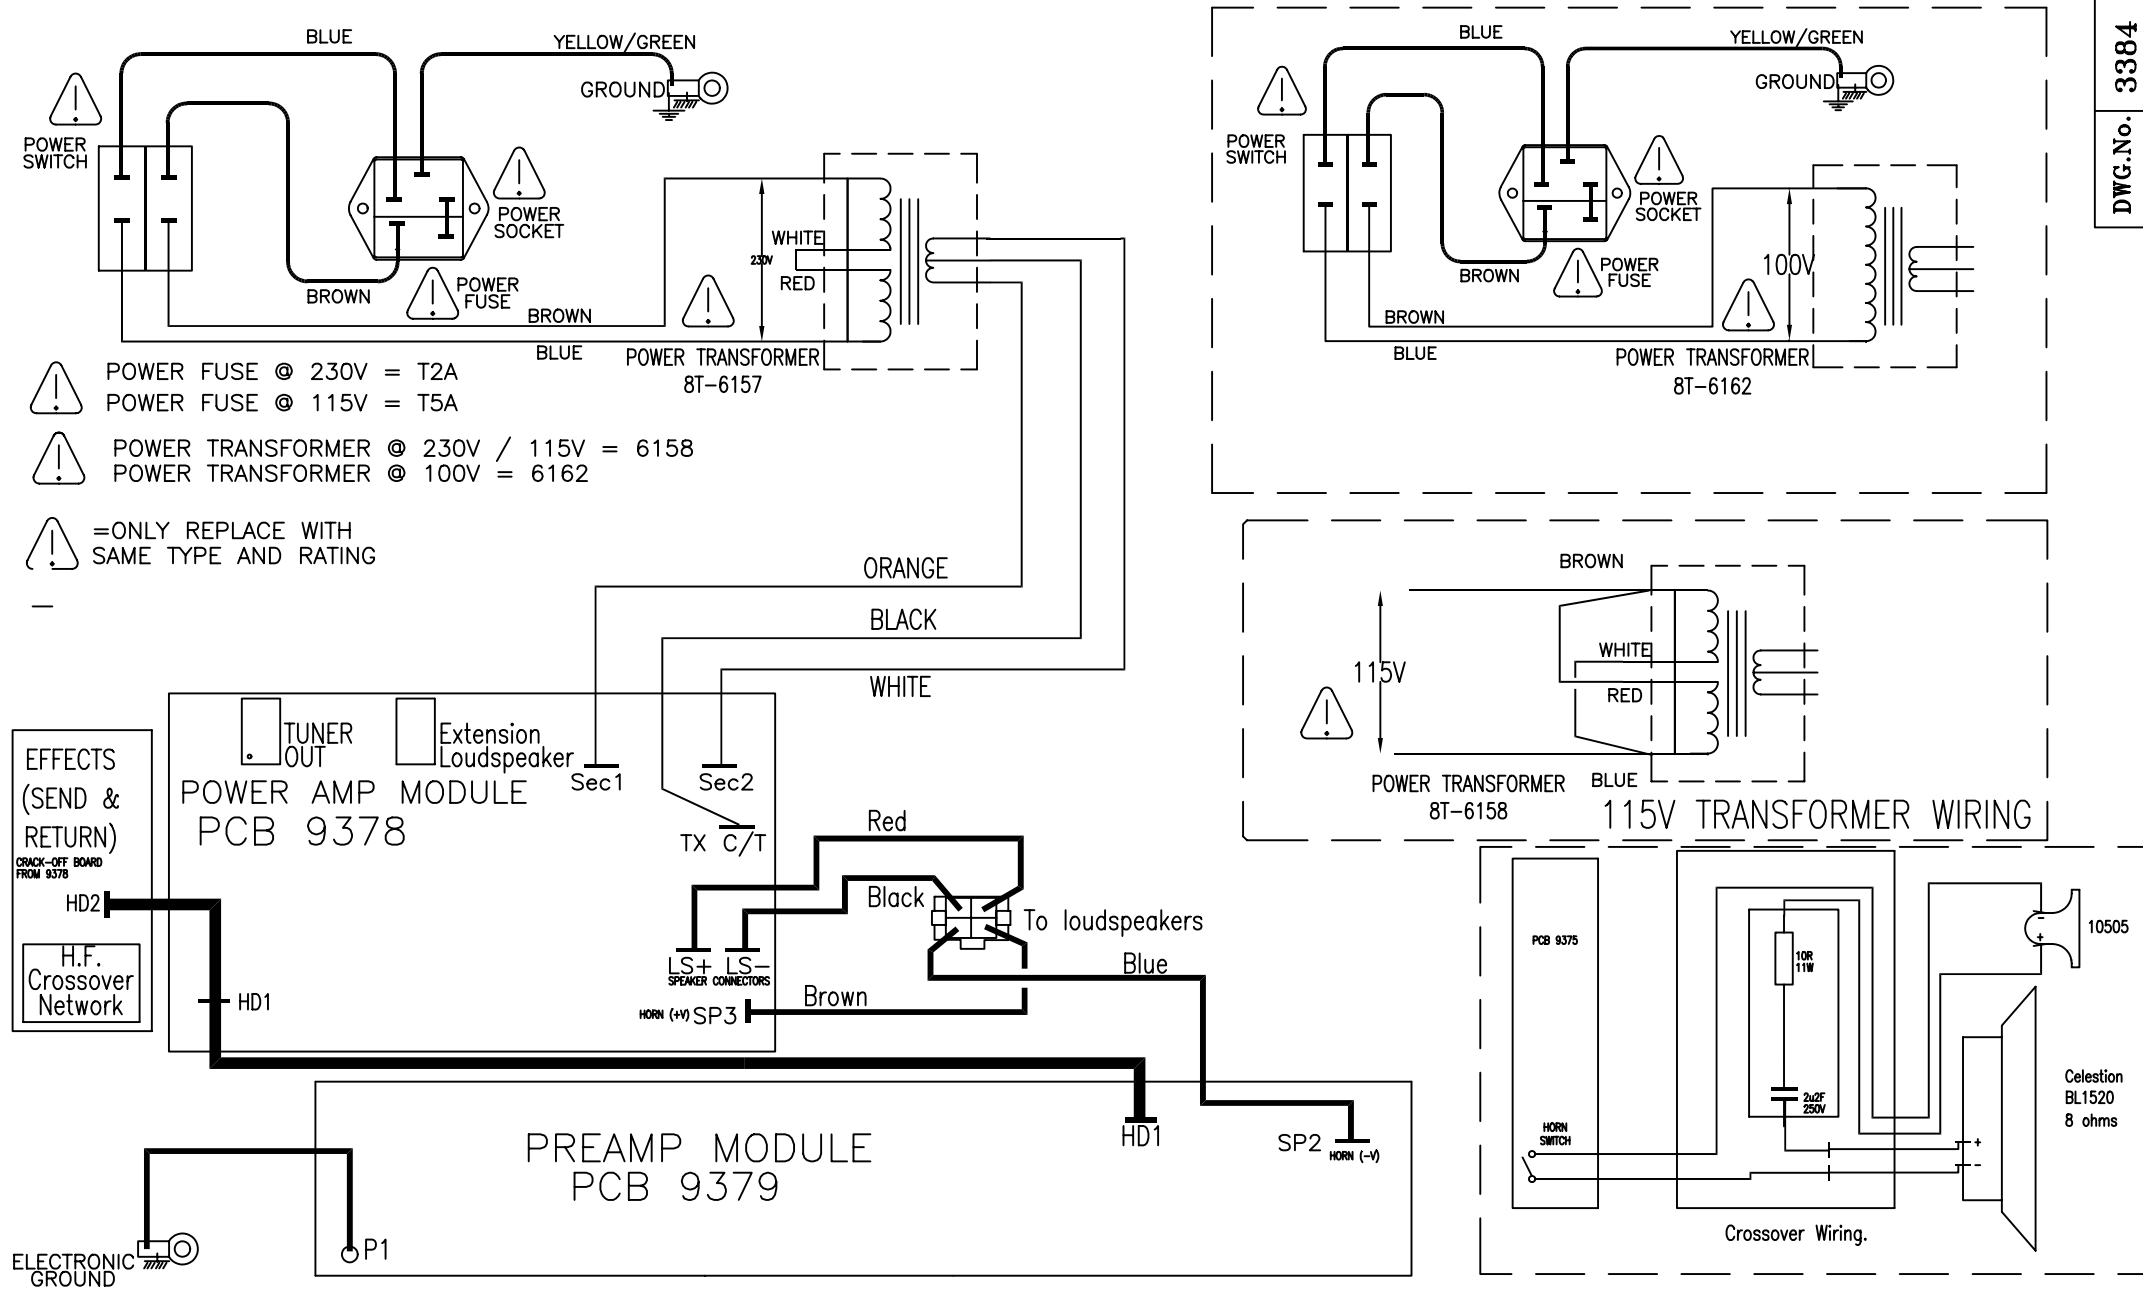 BLUE
YELLOW/GREEN
GROUND
POWER
SWITCH
POWER
SOCKET
POWER
FUSE
BROWN
BROWN
BLUE
WHITE
230V
RED
POWER TRANSFORMER
8T-6157
POWER FUSE @ 230V = T2A
POWER FUSE @ 115V = T5A
POWER TRANSFORMER @ 230V / 115V = 6158
POWER TRANSFORMER @ 100V = 6162
=ONLY REPLACE WITH
SAME TYPE AND RATING
BLUE
YELLOW/GREEN
GROUND
POWER
SWITCH
POWER
SOCKET
POWER
FUSE
BROWN
BROWN
BLUE
100V
POWER TRANSFORMER
8T-6162
DWG.No. 3384
ORANGE
BLACK
WHITE
BROWN
WHITE
RED
115V
BLUE
POWER TRANSFORMER
8T-6158
115V TRANSFORMER WIRING
EFFECTS
(SEND &
RETURN)
CRACK-OFF BOARD
FROM 9378
HD2
H.F.
Crossover
Network
TUNER
OUT
Extension
Loudspeaker
POWER AMP MODULE
PCB 9378
Sec1
Sec2
TX C/T
Red
Black
To loudspeakers
LS+ LS-
SPEAKER CONNECTORS
Blue
Brown
HORN (+V) SP3
HD1
PREAMP MODULE
PCB 9379
HD1
SP2
HORN (-V)
P1
ELECTRONIC
GROUND
PCB 9375
HORN
SWITCH
10R
11W
2u2F
250V
-
+
10505
Celestion
BL1520
8 ohms
+
-
Crossover Wiring.